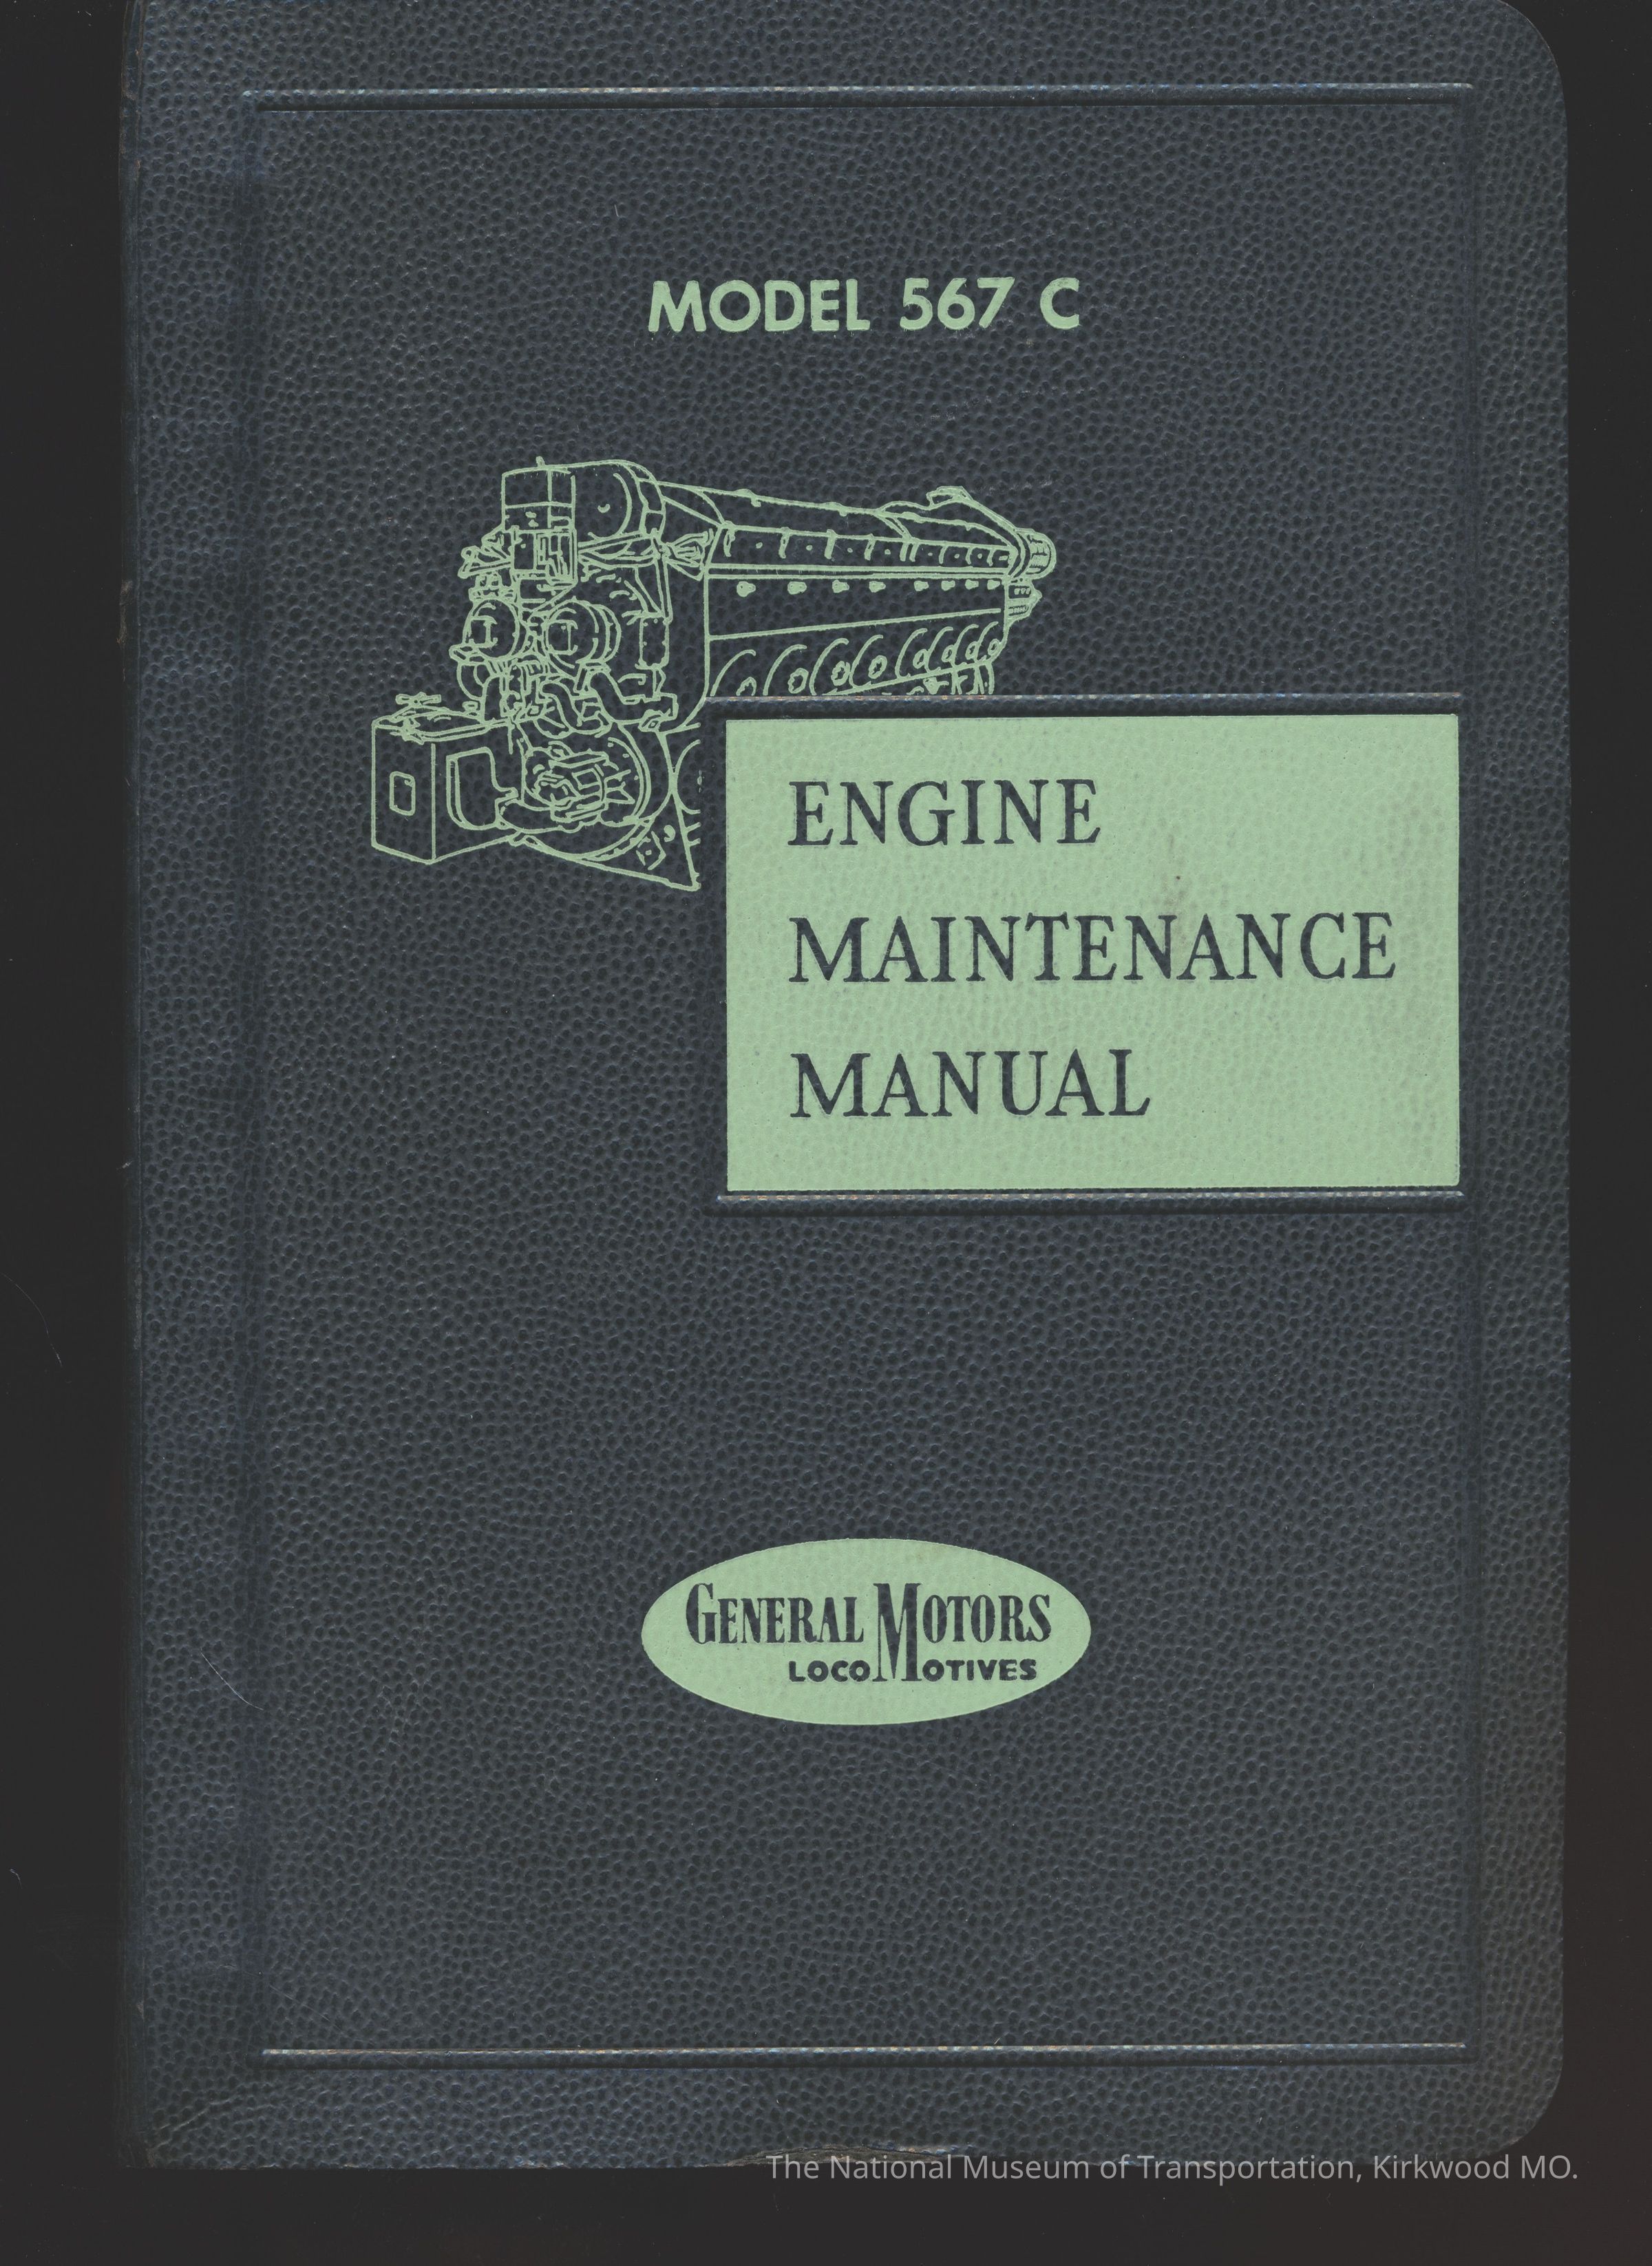 MODEL 567 C
ENGINE
MAINTENANCE
MANUAL
GENERAL MOTORS
LOCOMOTIVES
The National Museum of Transportation, Kirkwood MO.